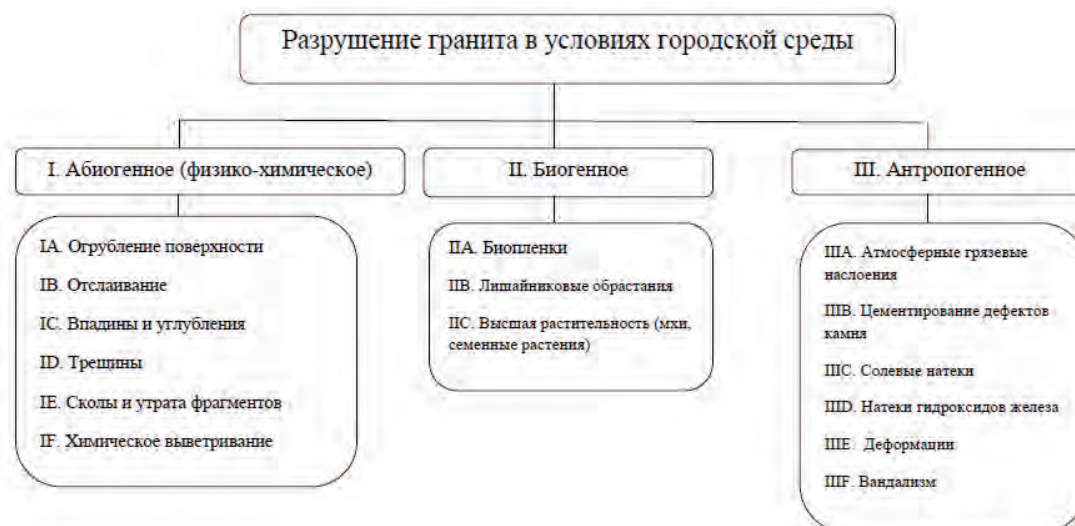 Разрушение гранита в условиях городской среды
I. Абиогенное (физико-химическое)
IA. Огрубление поверхности
IB. Отслаивание
IC. Впадины и углубления
ID. Трещины
IE. Сколы и утрата фрагментов
IF. Химическое выветривание
II. Биогенное
IIA. Биопленки
IIB. Лишайниковые обрастания
IIC. Высшая растительность (мхи,
семенные растения)
III. Антропогенное
IIIA. Атмосферные грязевые
наслоения
IIIB. Цементирование дефектов
камня
IIIC. Солевые натеки
IIID. Натеки гидроксидов железа
IIIE. Деформации
IIIF. Вандализм